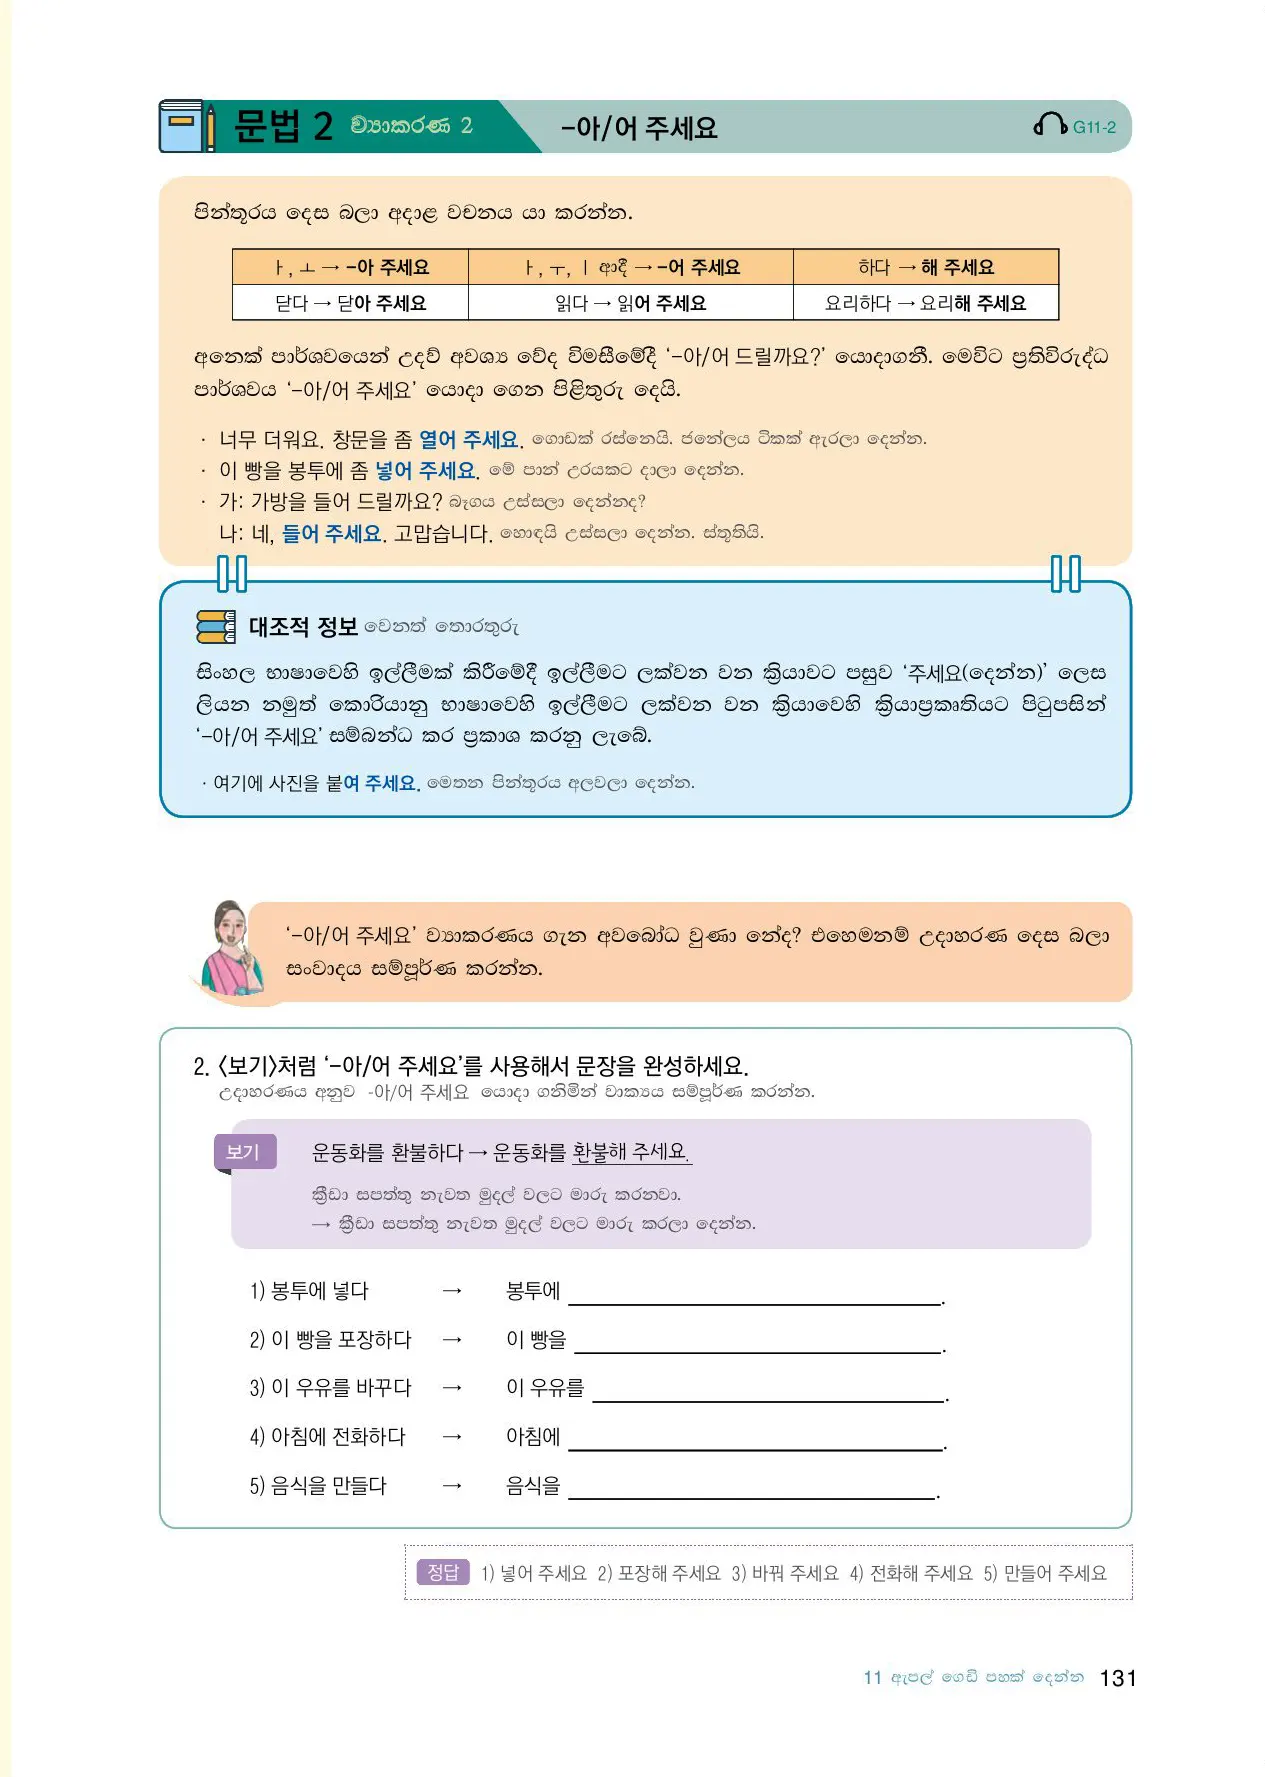 문법 2 ව්‍යාකරණ 2 -아/어 주세요 G11-2
පින්තූරය දෙස බලා අදාළ වචනය යා කරන්න.
ㅏ, ㅗ → -아 주세요 ㅏ, ㅜ, ㅣ ආදී → -어 주세요 하다 → 해 주세요
닫다 → 닫아 주세요 읽다 → 읽어 주세요 요리하다 → 요리해 주세요
අනෙක් පාර්ශවයෙන් උදව් අවශ්‍ය වේද විමසීමේදී ‘-아/어 드릴까요?’ යොදාගනී. මෙවිට ප්‍රතිවිරුද්ධ
පාර්ශවය ‘-아/어 주세요’ යොදා ගෙන පිළිතුරු දෙයි.
· 너무 더워요. 창문을 좀 열어 주세요. ගොඩක් රස්නෙයි. ජනේලය ටිකක් ඇරලා දෙන්න.
· 이 빵을 봉투에 좀 넣어 주세요. මේ පාන් උරයකට දාලා දෙන්න.
· 가: 가방을 들어 드릴까요? බෑගය උස්සලා දෙන්නද?
나: 네, 들어 주세요. 고맙습니다. හොඳයි උස්සලා දෙන්න. ස්තූතියි.
대조적 정보 වෙනත් තොරතුරු
සිංහල භාෂාවෙහි ඉල්ලීමක් කිරීමේදී ඉල්ලීමට ලක්වන වන ක්‍රියාවට පසුව ‘주세요(දෙන්න)’ ලෙස
ලියන නමුත් කොරියානු භාෂාවෙහි ඉල්ලීමට ලක්වන වන ක්‍රියාවෙහි ක්‍රියාප්‍රකෘතියට පිටුපසින්
‘-아/어 주세요’ සම්බන්ධ කර ප්‍රකාශ කරනු ලැබේ.
· 여기에 사진을 붙여 주세요. මෙතන පින්තූරය අලවලා දෙන්න.
‘-아/어 주세요’ ව්‍යාකරණය ගැන අවබෝධ වුණා නේද? එහෙමනම් උදාහරණ දෙස බලා
සංවාදය සම්පූර්ණ කරන්න.
2. 〈보기〉처럼 ‘-아/어 주세요’를 사용해서 문장을 완성하세요.
උදාහරණය අනුව -아/어 주세요 යොදා ගනිමින් වාක්‍යය සම්පූර්ණ කරන්න.
보기 운동화를 환불하다 → 운동화를 환불해 주세요.
ක්‍රීඩා සපත්තු නැවත මුදල් වලට මාරු කරනවා.
→ ක්‍රීඩා සපත්තු නැවත මුදල් වලට මාරු කරලා දෙන්න.
1) 봉투에 넣다 → 봉투에 ____________.
2) 이 빵을 포장하다 → 이 빵을 ____________.
3) 이 우유를 바꾸다 → 이 우유를 ____________.
4) 아침에 전화하다 → 아침에 ____________.
5) 음식을 만들다 → 음식을 ____________.
정답 1) 넣어 주세요 2) 포장해 주세요 3) 바꿔 주세요 4) 전화해 주세요 5) 만들어 주세요
11 ඇපල් ගෙඩි පහක් දෙන්න 131